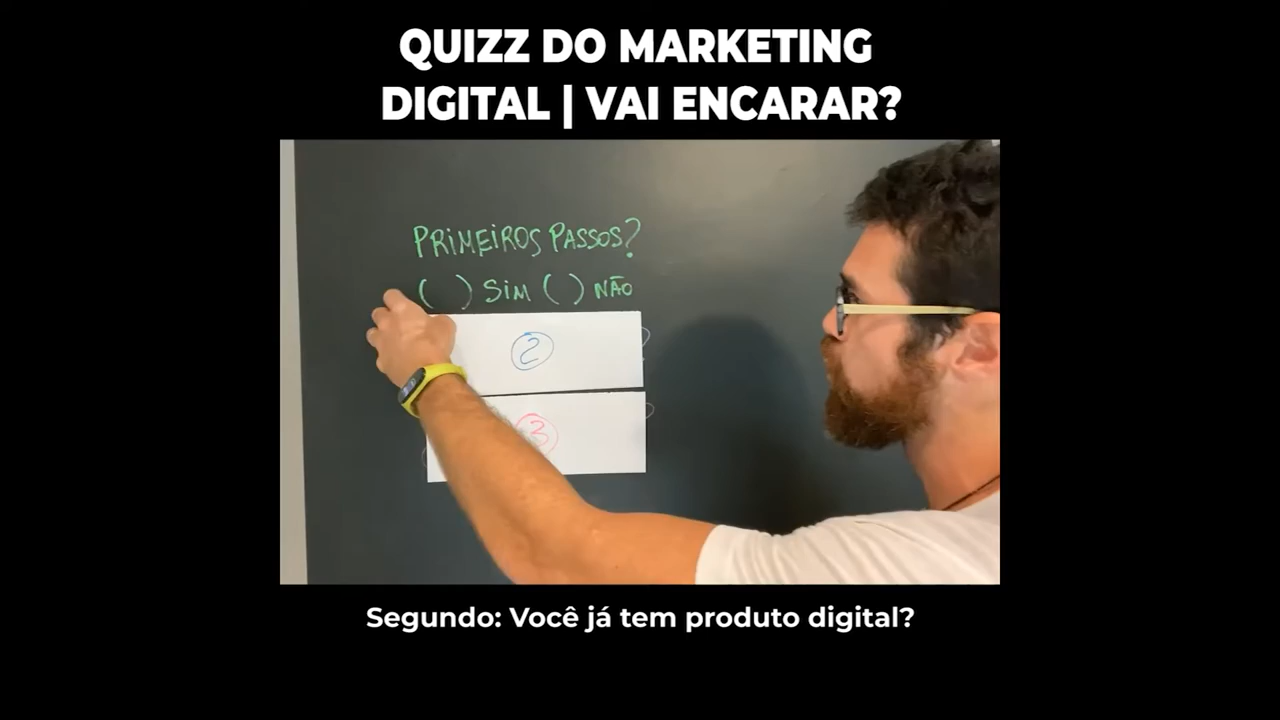 QUIZZ DO MARKETING
DIGITAL | VAI ENCARAR?
PRIMEIROS PASSOS?
( ) SIM ( ) NÃO
2
3
Segundo: Você já tem produto digital?